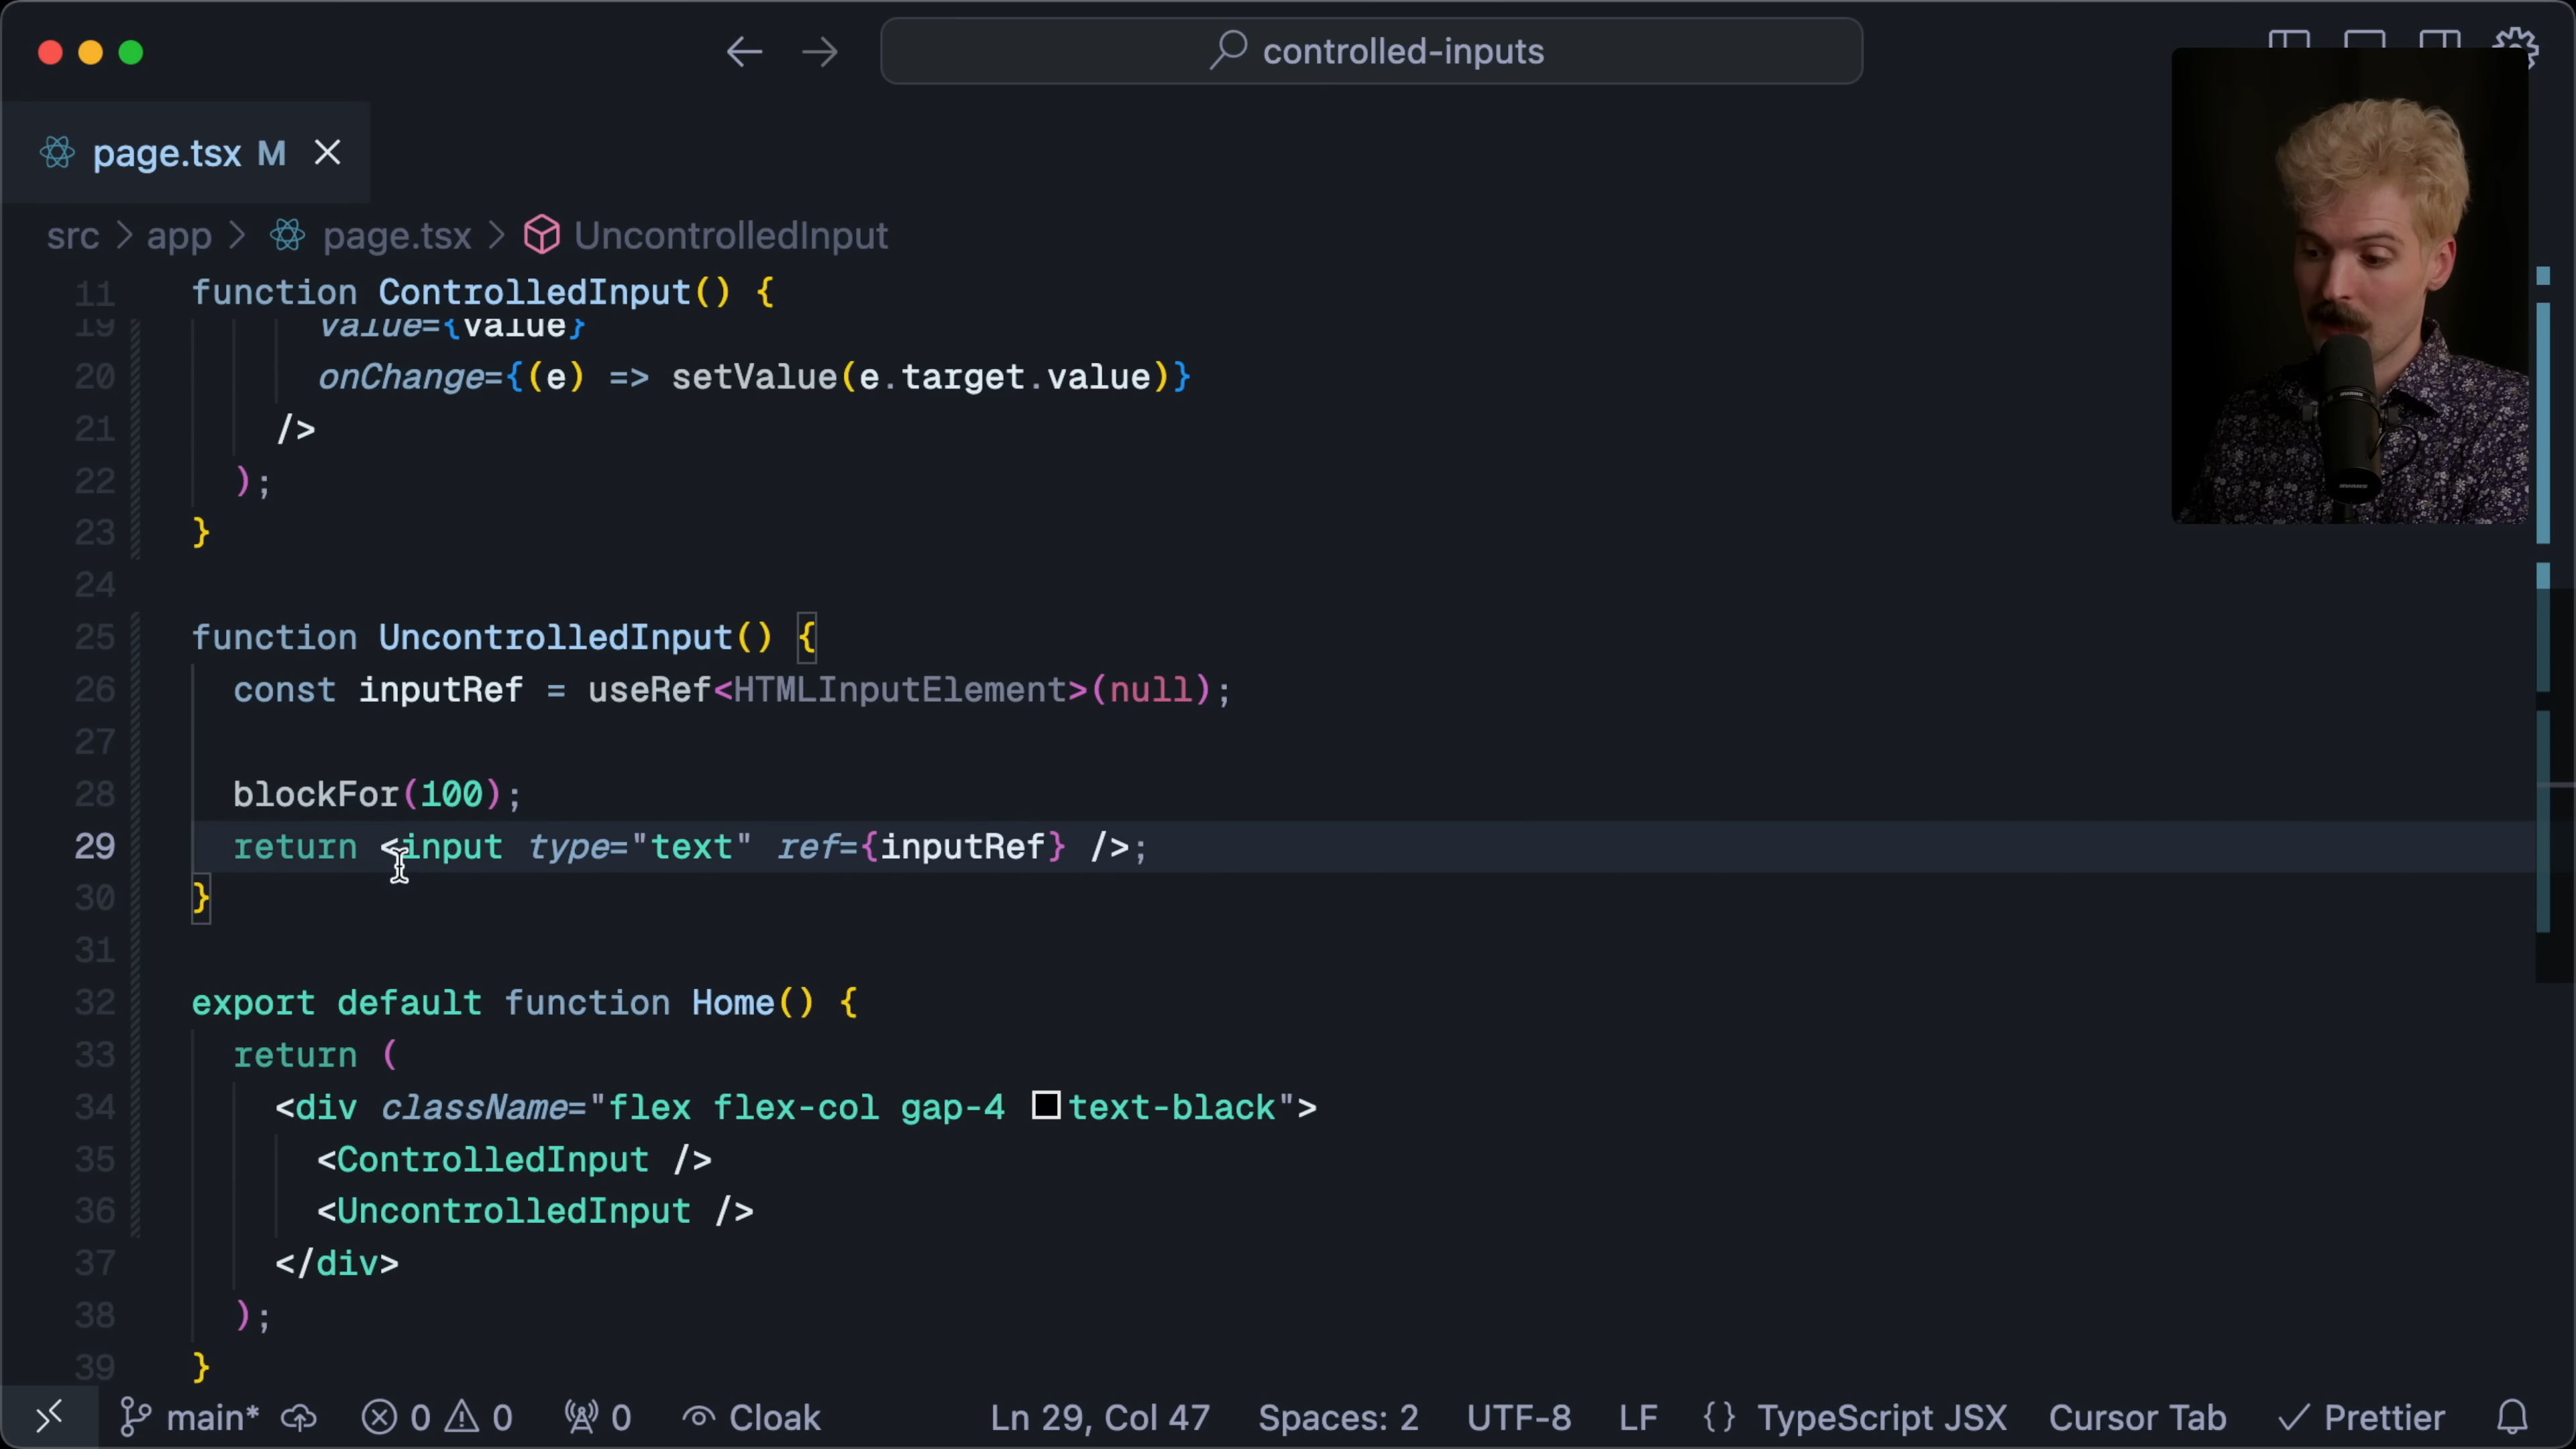 controlled-inputs
page.tsx M
src > app > page.tsx > UncontrolledInput
11 function ControlledInput() {
19 value={value}
20 onChange={(e) => setValue(e.target.value)}
21 />
22 );
23 }
24
25 function UncontrolledInput() {
26 const inputRef = useRef<HTMLInputElement>(null);
27
28 blockFor(100);
29 return <input type="text" ref={inputRef} />;
30 }
31
32 export default function Home() {
33 return (
34 <div className="flex flex-col gap-4 text-black">
35 <ControlledInput />
36 <UncontrolledInput />
37 </div>
38 );
39 }
main* 0 0 0 Cloak Ln 29, Col 47 Spaces: 2 UTF-8 LF {} TypeScript JSX Cursor Tab Prettier